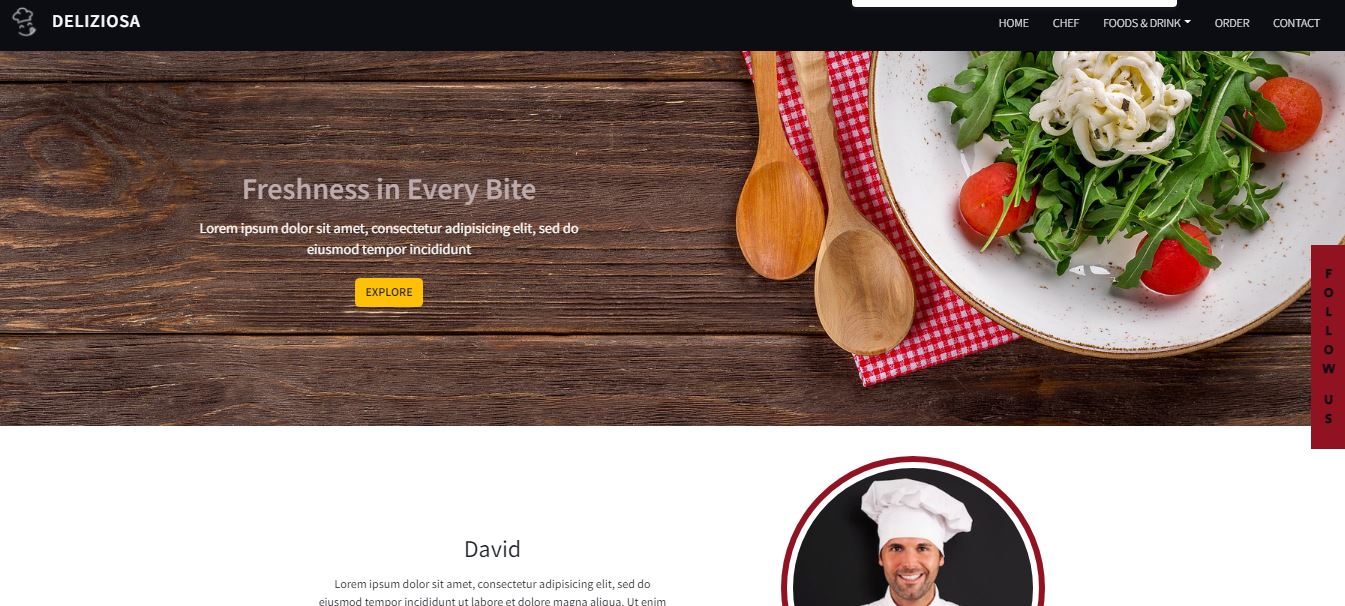 DELIZIOSA
HOME CHEF FOODS & DRINK ORDER CONTACT
Freshness in Every Bite
Lorem ipsum dolor sit amet, consectetur adipisicing elit, sed do
eiusmod tempor incididunt
EXPLORE
FOLLOW US
David
Lorem ipsum dolor sit amet, consectetur adipisicing elit, sed do
eiusmod tempor incididunt ut labore et dolore magna aliqua. Ut enim